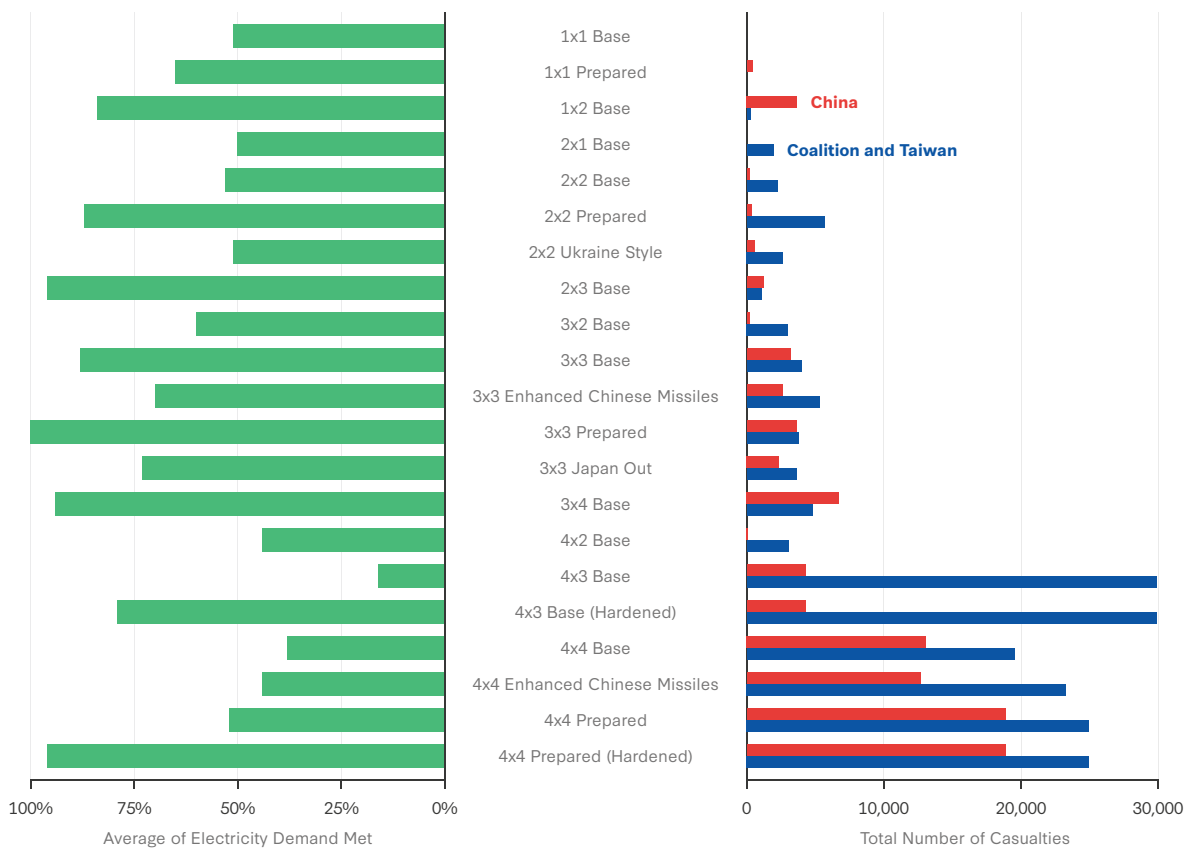 1x1 Base
1x1 Prepared
1x2 Base
China
2x1 Base
Coalition and Taiwan
2x2 Base
2x2 Prepared
2x2 Ukraine Style
2x3 Base
3x2 Base
3x3 Base
3x3 Enhanced Chinese Missiles
3x3 Prepared
3x3 Japan Out
3x4 Base
4x2 Base
4x3 Base
4x3 Base (Hardened)
4x4 Base
4x4 Enhanced Chinese Missiles
4x4 Prepared
4x4 Prepared (Hardened)
100% 75% 50% 25% 0%
Average of Electricity Demand Met
0 10,000 20,000 30,000
Total Number of Casualties